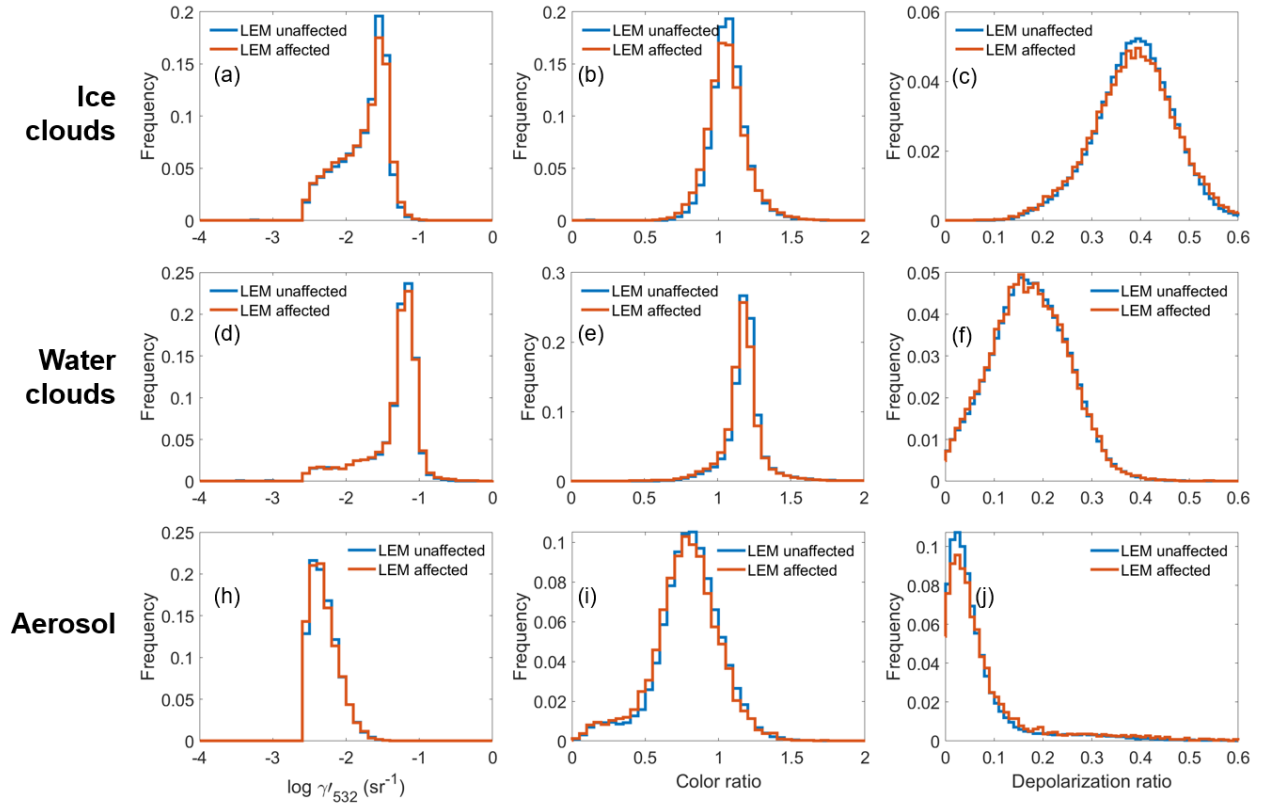 Ice
clouds
Frequency
0.2
0.15
0.1
0.05
0
LEM unaffected
LEM affected
(a)
-4
-3
-2
-1
0
Frequency
0.2
0.15
0.1
0.05
0
LEM unaffected
LEM affected
(b)
0
0.5
1
1.5
2
Frequency
0.06
0.04
0.02
0
LEM unaffected
LEM affected
(c)
0
0.1
0.2
0.3
0.4
0.5
0.6
Water
clouds
Frequency
0.25
0.2
0.15
0.1
0.05
0
LEM unaffected
LEM affected
(d)
-4
-3
-2
-1
0
Frequency
0.3
0.2
0.1
0
LEM unaffected
LEM affected
(e)
0
0.5
1
1.5
2
Frequency
0.05
0.04
0.03
0.02
0.01
0
LEM unaffected
LEM affected
(f)
0
0.1
0.2
0.3
0.4
0.5
0.6
Aerosol
Frequency
0.25
0.2
0.15
0.1
0.05
0
LEM unaffected
LEM affected
(h)
-4
-3
-2
-1
0
log γ′532 (sr-1)
Frequency
0.1
0.08
0.06
0.04
0.02
0
LEM unaffected
LEM affected
(i)
0
0.5
1
1.5
2
Color ratio
Frequency
0.1
0.08
0.06
0.04
0.02
0
LEM unaffected
LEM affected
(j)
0
0.1
0.2
0.3
0.4
0.5
0.6
Depolarization ratio